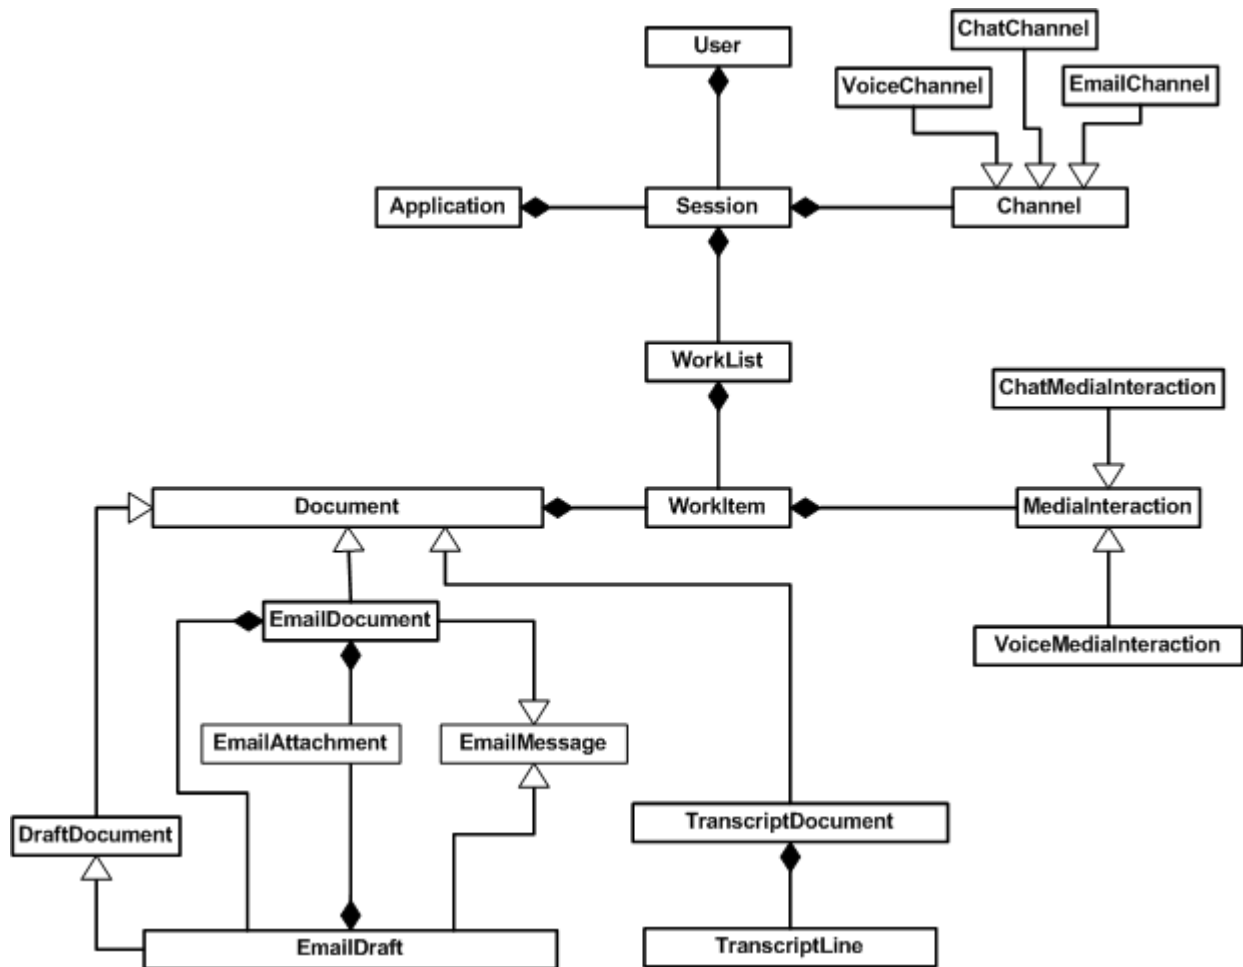 ChatChannel
User
VoiceChannel
EmailChannel
Application
Session
Channel
WorkList
ChatMediaInteraction
Document
WorkItem
MediaInteraction
EmailDocument
VoiceMediaInteraction
EmailAttachment
EmailMessage
DraftDocument
TranscriptDocument
EmailDraft
TranscriptLine